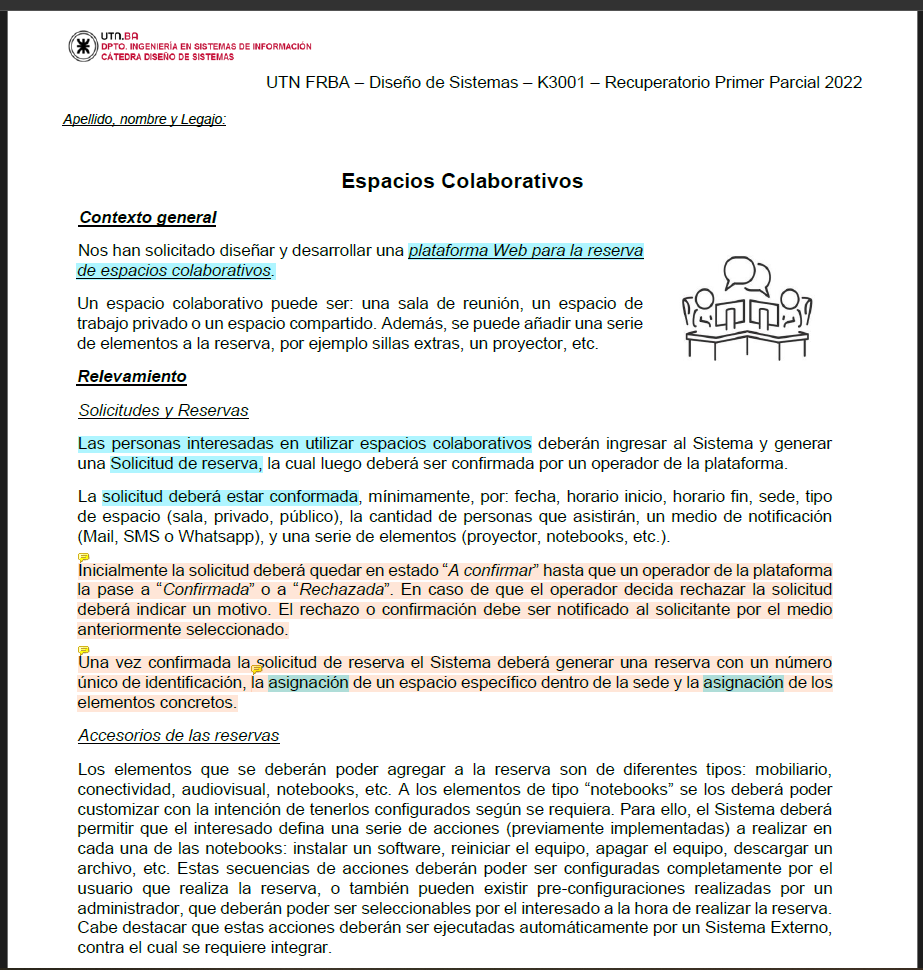 UTN.BA
DPTO. INGENIERÍA EN SISTEMAS DE INFORMACIÓN
CÁTEDRA DISEÑO DE SISTEMAS
UTN FRBA – Diseño de Sistemas – K3001 – Recuperatorio Primer Parcial 2022
Apellido, nombre y Legajo:
Espacios Colaborativos
Contexto general
Nos han solicitado diseñar y desarrollar una plataforma Web para la reserva
de espacios colaborativos.
Un espacio colaborativo puede ser: una sala de reunión, un espacio de
trabajo privado o un espacio compartido. Además, se puede añadir una serie
de elementos a la reserva, por ejemplo sillas extras, un proyector, etc.
Relevamiento
Solicitudes y Reservas
Las personas interesadas en utilizar espacios colaborativos deberán ingresar al Sistema y generar
una Solicitud de reserva, la cual luego deberá ser confirmada por un operador de la plataforma.
La solicitud deberá estar conformada, mínimamente, por: fecha, horario inicio, horario fin, sede, tipo
de espacio (sala, privado, público), la cantidad de personas que asistirán, un medio de notificación
(Mail, SMS o Whatsapp), y una serie de elementos (proyector, notebooks, etc.).
Inicialmente la solicitud deberá quedar en estado “A confirmar” hasta que un operador de la plataforma
la pase a “Confirmada” o a “Rechazada”. En caso de que el operador decida rechazar la solicitud
deberá indicar un motivo. El rechazo o confirmación debe ser notificado al solicitante por el medio
anteriormente seleccionado.
Una vez confirmada la solicitud de reserva el Sistema deberá generar una reserva con un número
único de identificación, la asignación de un espacio específico dentro de la sede y la asignación de los
elementos concretos.
Accesorios de las reservas
Los elementos que se deberán poder agregar a la reserva son de diferentes tipos: mobiliario,
conectividad, audiovisual, notebooks, etc. A los elementos de tipo “notebooks” se los deberá poder
customizar con la intención de tenerlos configurados según se requiera. Para ello, el Sistema deberá
permitir que el interesado defina una serie de acciones (previamente implementadas) a realizar en
cada una de las notebooks: instalar un software, reiniciar el equipo, apagar el equipo, descargar un
archivo, etc. Estas secuencias de acciones deberán poder ser configuradas completamente por el
usuario que realiza la reserva, o también pueden existir pre-configuraciones realizadas por un
administrador, que deberán poder ser seleccionables por el interesado a la hora de realizar la reserva.
Cabe destacar que estas acciones deberán ser ejecutadas automáticamente por un Sistema Externo,
contra el cual se requiere integrar.